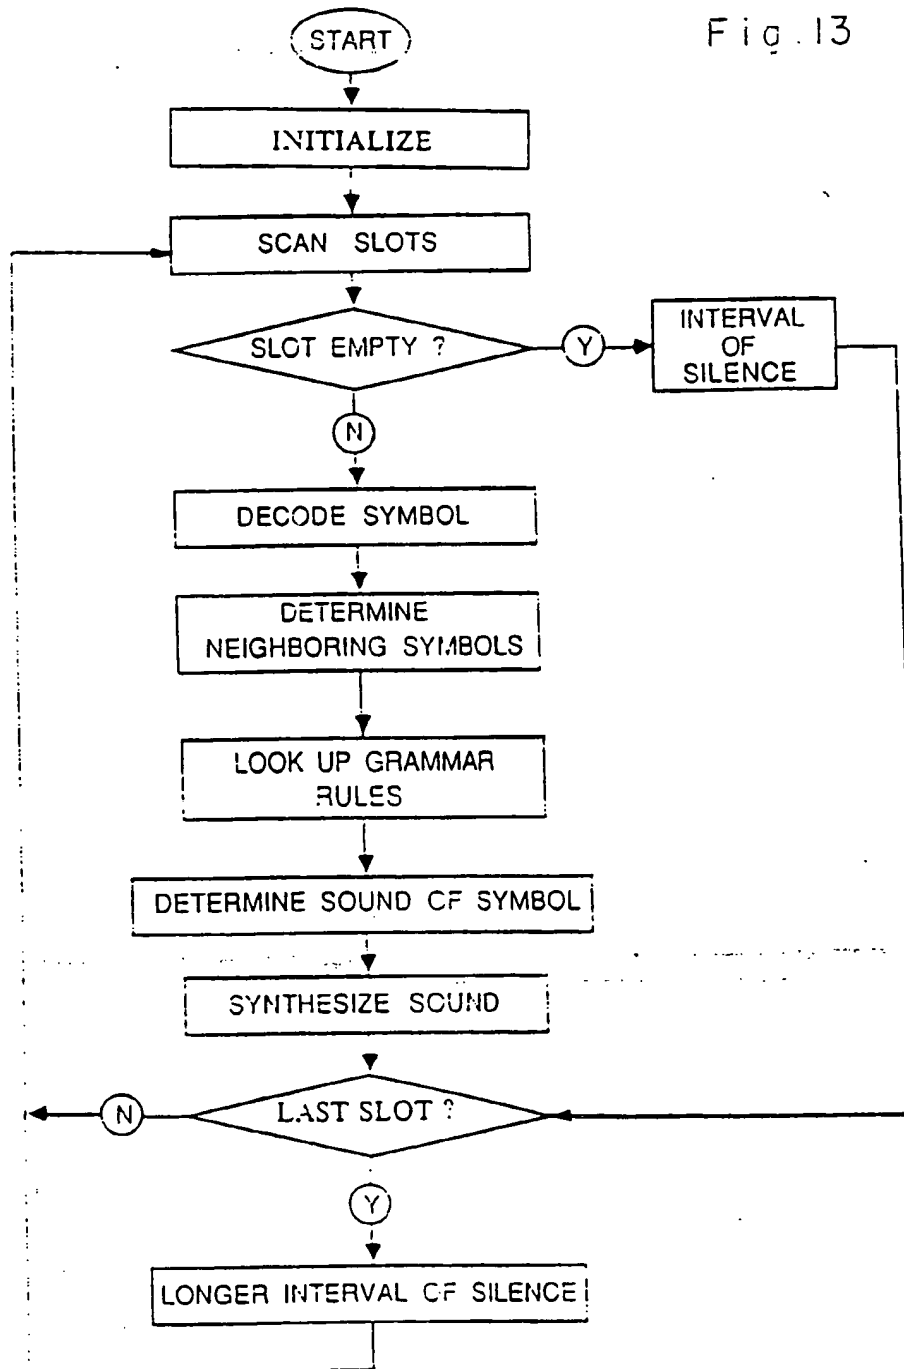 Fig.13
START
INITIALIZE
SCAN SLOTS
SLOT EMPTY ?
Y
INTERVAL
OF
SILENCE
N
DECODE SYMBOL
DETERMINE
NEIGHBORING SYMBOLS
LOOK UP GRAMMAR
RULES
DETERMINE SOUND OF SYMBOL
SYNTHESIZE SOUND
LAST SLOT ?
N
Y
LONGER INTERVAL OF SILENCE